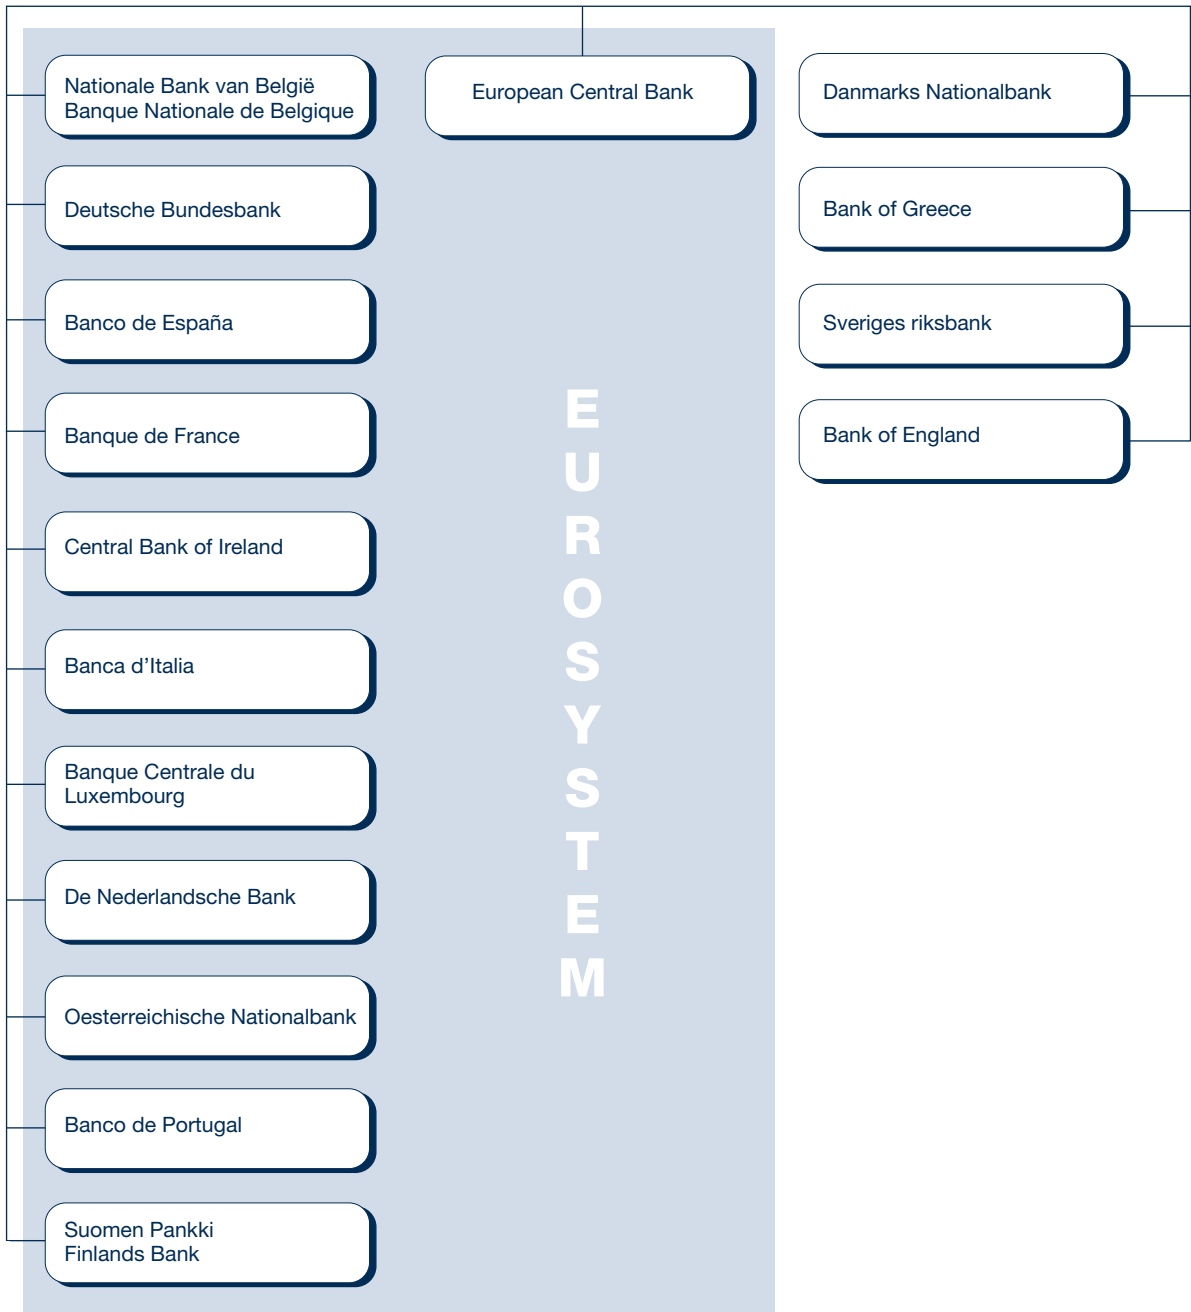 Nationale Bank van België
Banque Nationale de Belgique
Deutsche Bundesbank
Banco de España
Banque de France
Central Bank of Ireland
Banca d’Italia
Banque Centrale du
Luxembourg
De Nederlandsche Bank
Oesterreichische Nationalbank
Banco de Portugal
Suomen Pankki
Finlands Bank
European Central Bank
E
U
R
O
S
Y
S
T
E
M
Danmarks Nationalbank
Bank of Greece
Sveriges riksbank
Bank of England